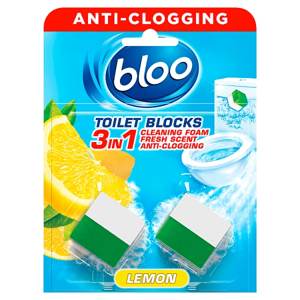 ANTI-CLOGGING
bloo
TOILET BLOCKS
3in1
CLEANING FOAM
FRESH SCENT
ANTI-CLOGGING
LEMON